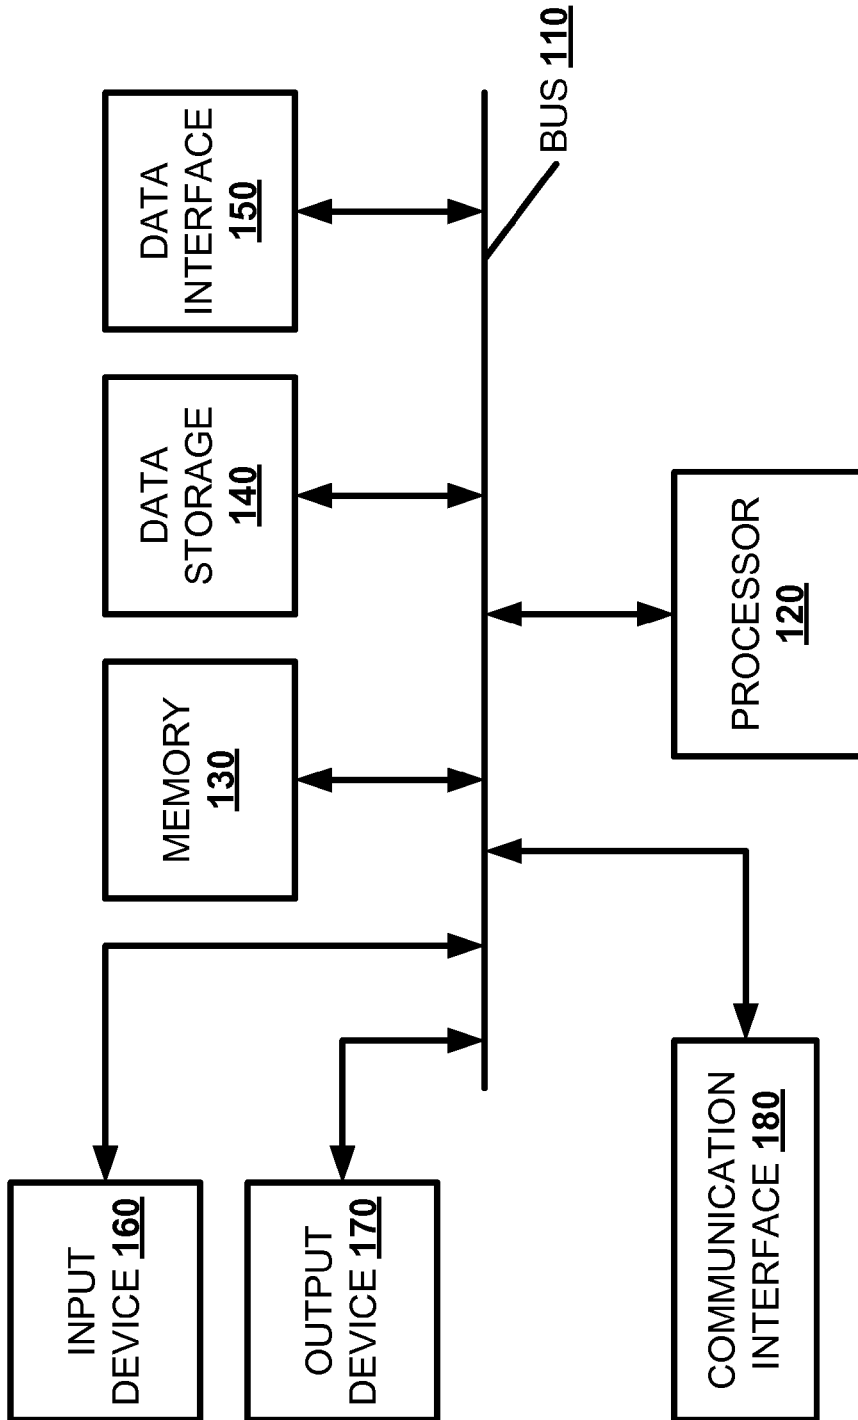 INPUT
DEVICE 160
OUTPUT
DEVICE 170
COMMUNICATION
INTERFACE 180
MEMORY
130
DATA
STORAGE
140
DATA
INTERFACE
150
PROCESSOR
120
BUS 110